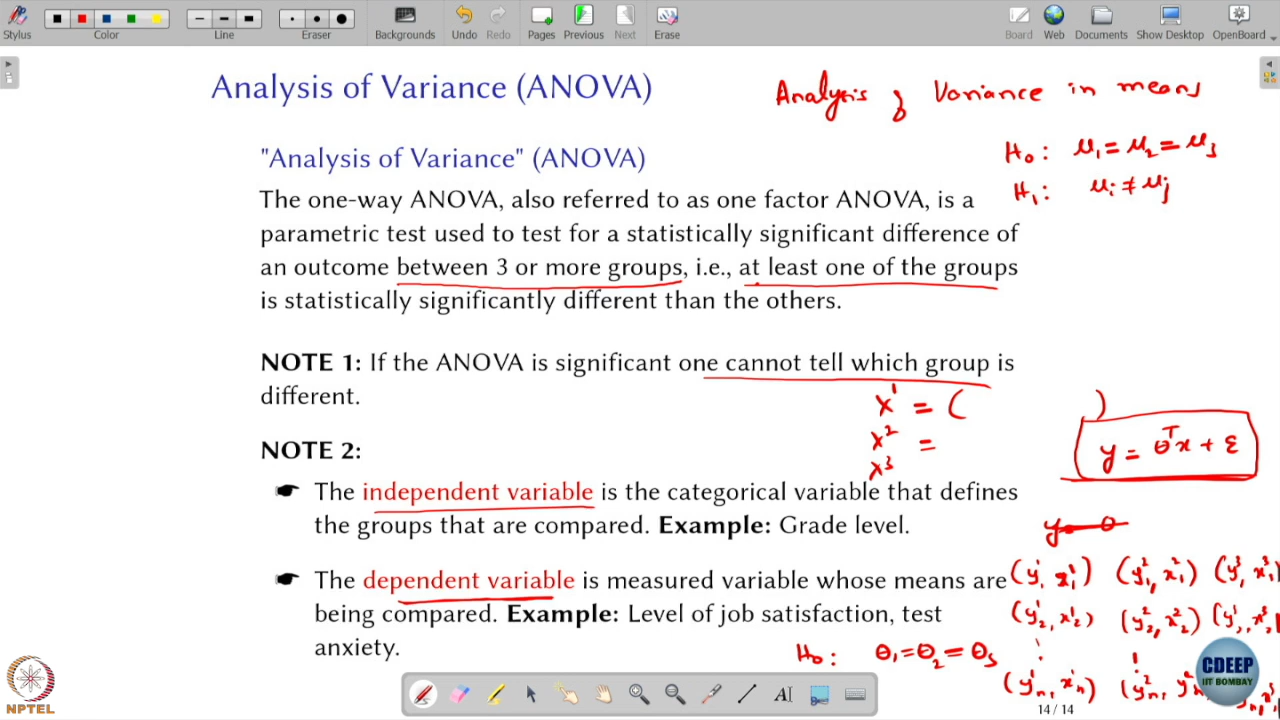 Stylus
Color
Line
Eraser
Backgrounds
Undo
Redo
Pages
Previous
Next
Erase
Board
Web
Documents
Show Desktop
OpenBoard
Analysis of Variance (ANOVA)
Analysis of Variance in means
"Analysis of Variance" (ANOVA)
H₀: μ₁ = μ₂ = μ₃
H₁: μᵢ ≠ μⱼ
The one-way ANOVA, also referred to as one factor ANOVA, is a
parametric test used to test for a statistically significant difference of
an outcome between 3 or more groups, i.e., at least one of the groups
is statistically significantly different than the others.
NOTE 1: If the ANOVA is significant one cannot tell which group is
different.
x¹ = ( )
x² =
x³
y = θᵀx + ε
NOTE 2:
The independent variable is the categorical variable that defines
the groups that are compared. Example: Grade level.
The dependent variable is measured variable whose means are
being compared. Example: Level of job satisfaction, test
anxiety.
(y¹₂, x¹₂) (y²₂, x²₂)
H₀: θ₁ = θ₂ = θ₃
NPTEL
14 / 14
CDEEP
IIT BOMBAY